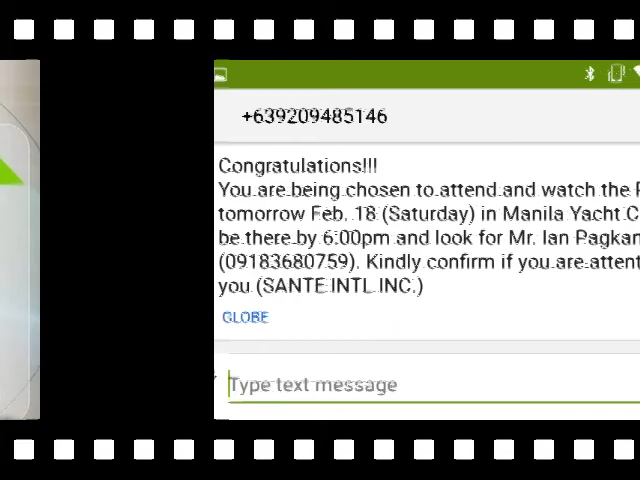 +639209485146
Congratulations!!!
You are being chosen to attend and watch the
tomorrow Feb. 18 (Saturday) in Manila Yacht
be there by 6:00pm and look for Mr. Ian
(09183680759). Kindly confirm if you are
you (SANTE INTL INC.)
GLOBE
Type text message